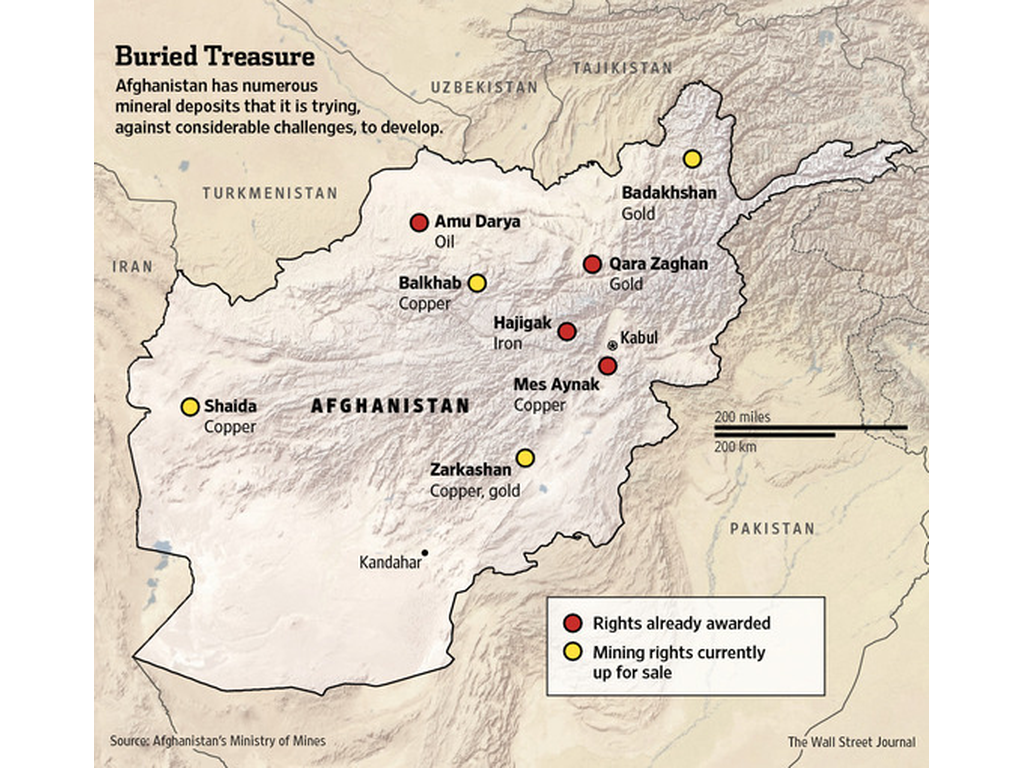 Buried Treasure
Afghanistan has numerous
mineral deposits that it is trying,
against considerable challenges, to develop.
UZBEKISTAN
TAJIKISTAN
TURKMENISTAN
IRAN
Badakhshan
Gold
Amu Darya
Oil
Qara Zaghan
Gold
Balkhab
Copper
Hajigak
Iron
Kabul
Mes Aynak
Copper
Shaida
Copper
AFGHANISTAN
200 miles
200 km
Zarkashan
Copper, gold
PAKISTAN
Kandahar
Rights already awarded
Mining rights currently
up for sale
Source: Afghanistan's Ministry of Mines
The Wall Street Journal